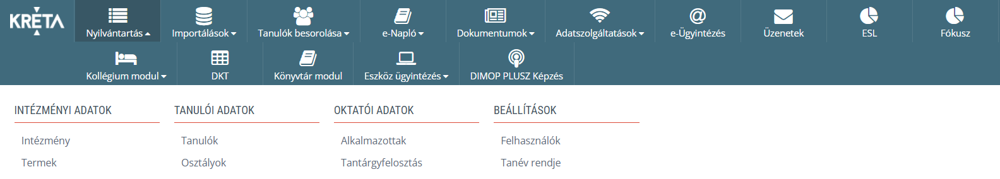 KRÉTA
Nyilvántartás Importálások Tanulók besorolása e-Napló Dokumentumok Adatszolgáltatások e-Ügyintézés Üzenetek ESL Fókusz
Kollégium modul DKT Könyvtár modul Eszköz ügyintézés DIMOP PLUSZ Képzés
INTÉZMÉNYI ADATOK TANULÓI ADATOK OKTATÓI ADATOK BEÁLLÍTÁSOK
Intézmény Tanulók Alkalmazottak Felhasználók
Termek Osztályok Tantárgyfelosztás Tanév rendje